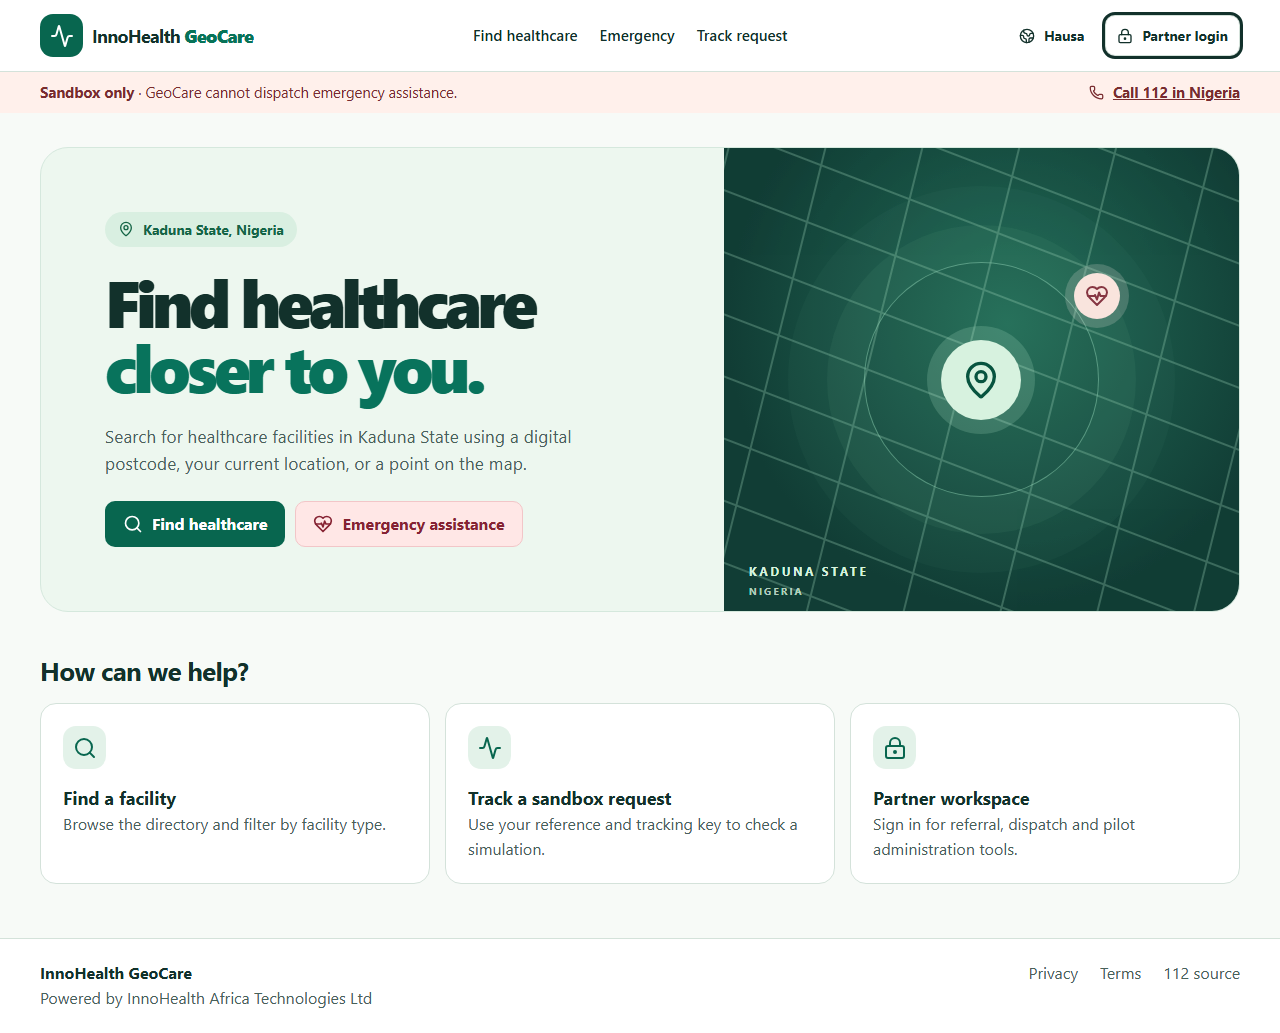 InnoHealth GeoCare
Find healthcare
Emergency
Track request
Hausa
Partner login
Sandbox only · GeoCare cannot dispatch emergency assistance.
Call 112 in Nigeria
Kaduna State, Nigeria
Find healthcare
closer to you.
Search for healthcare facilities in Kaduna State using a digital
postcode, your current location, or a point on the map.
Find healthcare
Emergency assistance
KADUNA STATE
NIGERIA
How can we help?
Find a facility
Browse the directory and filter by facility type.
Track a sandbox request
Use your reference and tracking key to check a
simulation.
Partner workspace
Sign in for referral, dispatch and pilot
administration tools.
InnoHealth GeoCare
Powered by InnoHealth Africa Technologies Ltd
Privacy
Terms
112 source